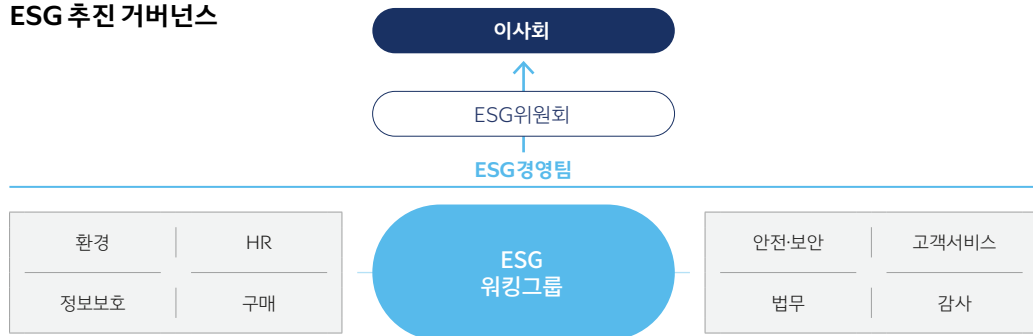 ESG 추진 거버넌스
이사회
ESG위원회
ESG경영팀
환경 HR
정보보호 구매
ESG
워킹그룹
안전·보안 고객서비스
법무 감사